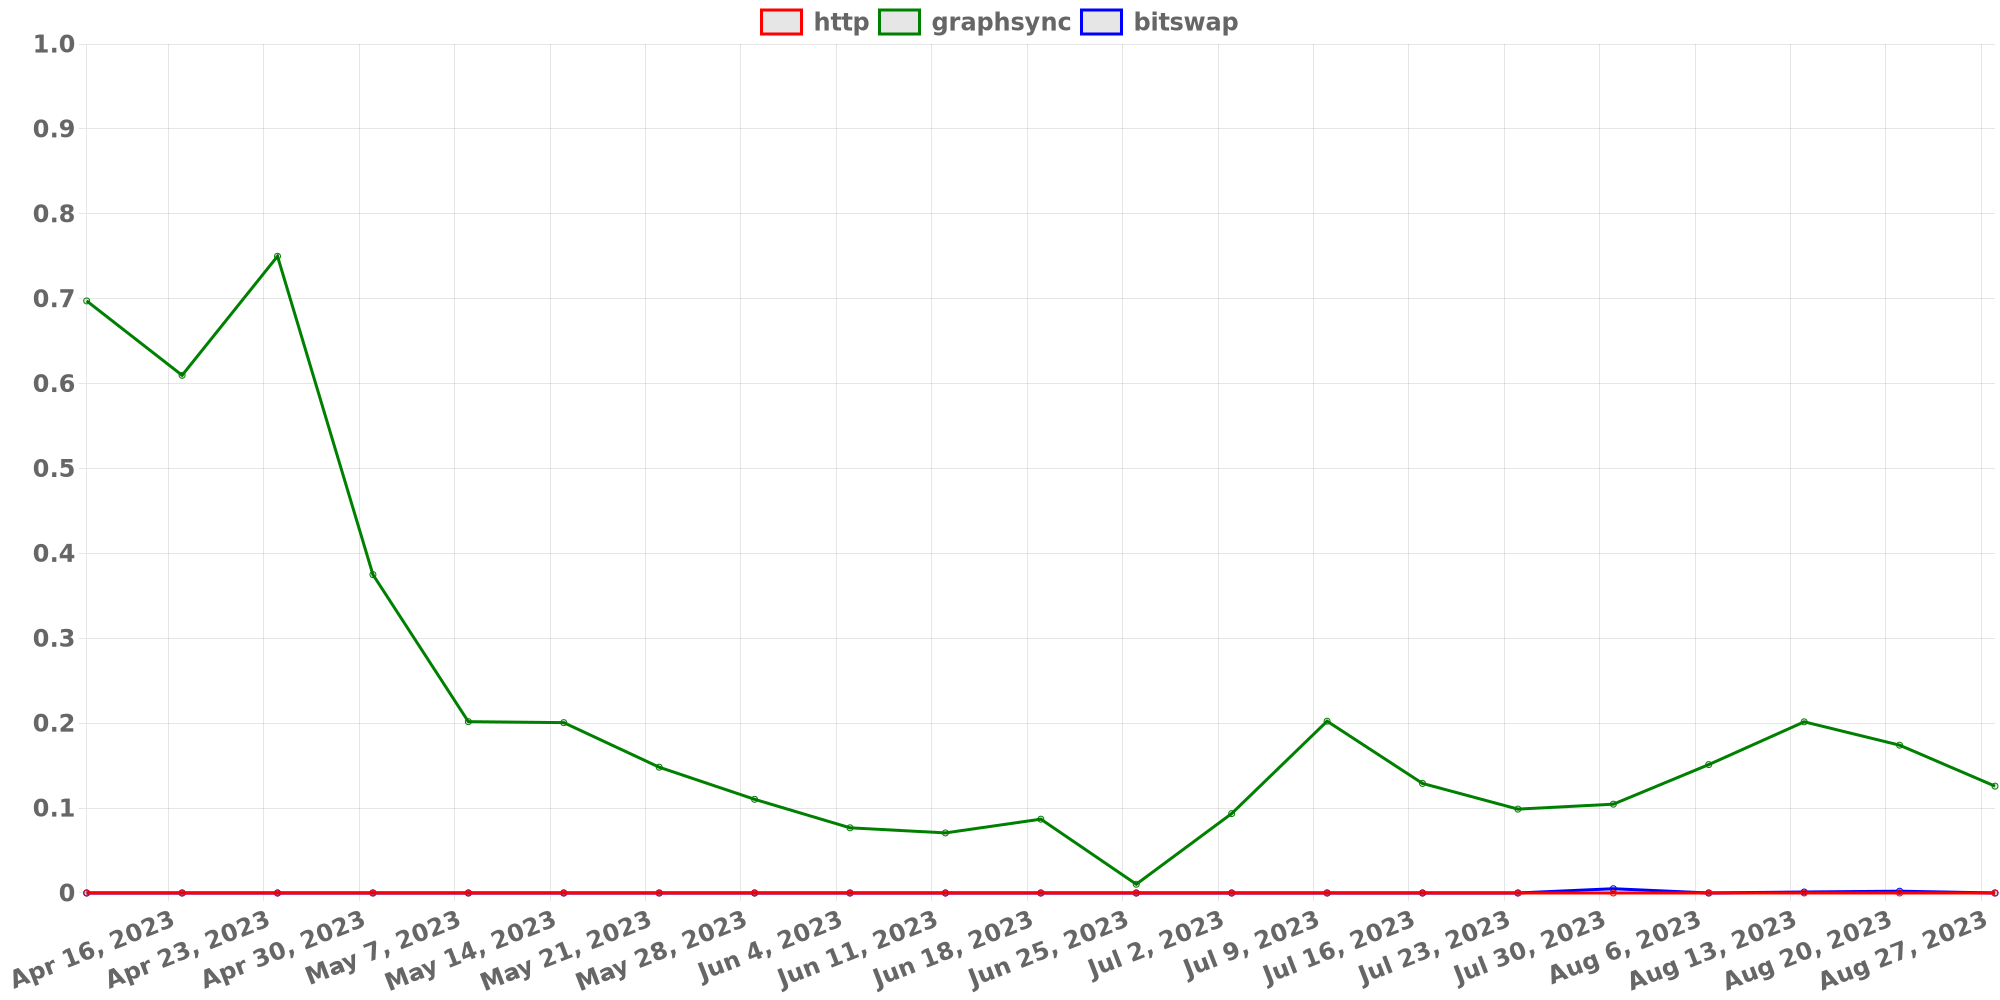 http graphsync bitswap
1.0
0.9
0.8
0.7
0.6
0.5
0.4
0.3
0.2
0.1
0
Apr 16, 2023
Apr 23, 2023
Apr 30, 2023
May 7, 2023
May 14, 2023
May 21, 2023
May 28, 2023
Jun 4, 2023
Jun 11, 2023
Jun 18, 2023
Jun 25, 2023
Jul 2, 2023
Jul 9, 2023
Jul 16, 2023
Jul 23, 2023
Jul 30, 2023
Aug 6, 2023
Aug 13, 2023
Aug 20, 2023
Aug 27, 2023